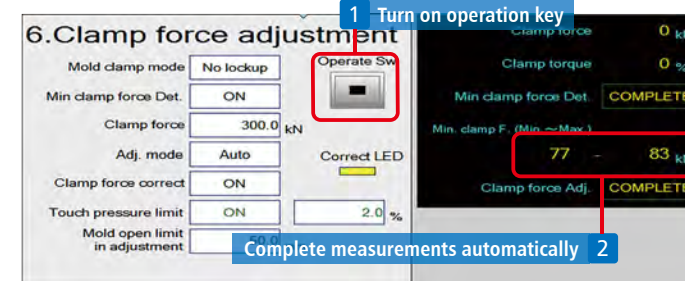 1 Turn on operation key
6.Clamp force adjustment
Operate Sw
Mold clamp mode No lockup
Min clamp force Det. ON
Clamp force 300.0 kN
Adj. mode Auto
Correct LED
Clamp force correct ON
Touch pressure limit ON 2.0 %
Mold open limit
in adjustment
Clamp force 0
Clamp torque 0 %
Min clamp force Det. COMPLETE
Min. clamp F. (Min.～Max.)
77 - 83
Clamp force Adj. COMPLETE
Complete measurements automatically 2